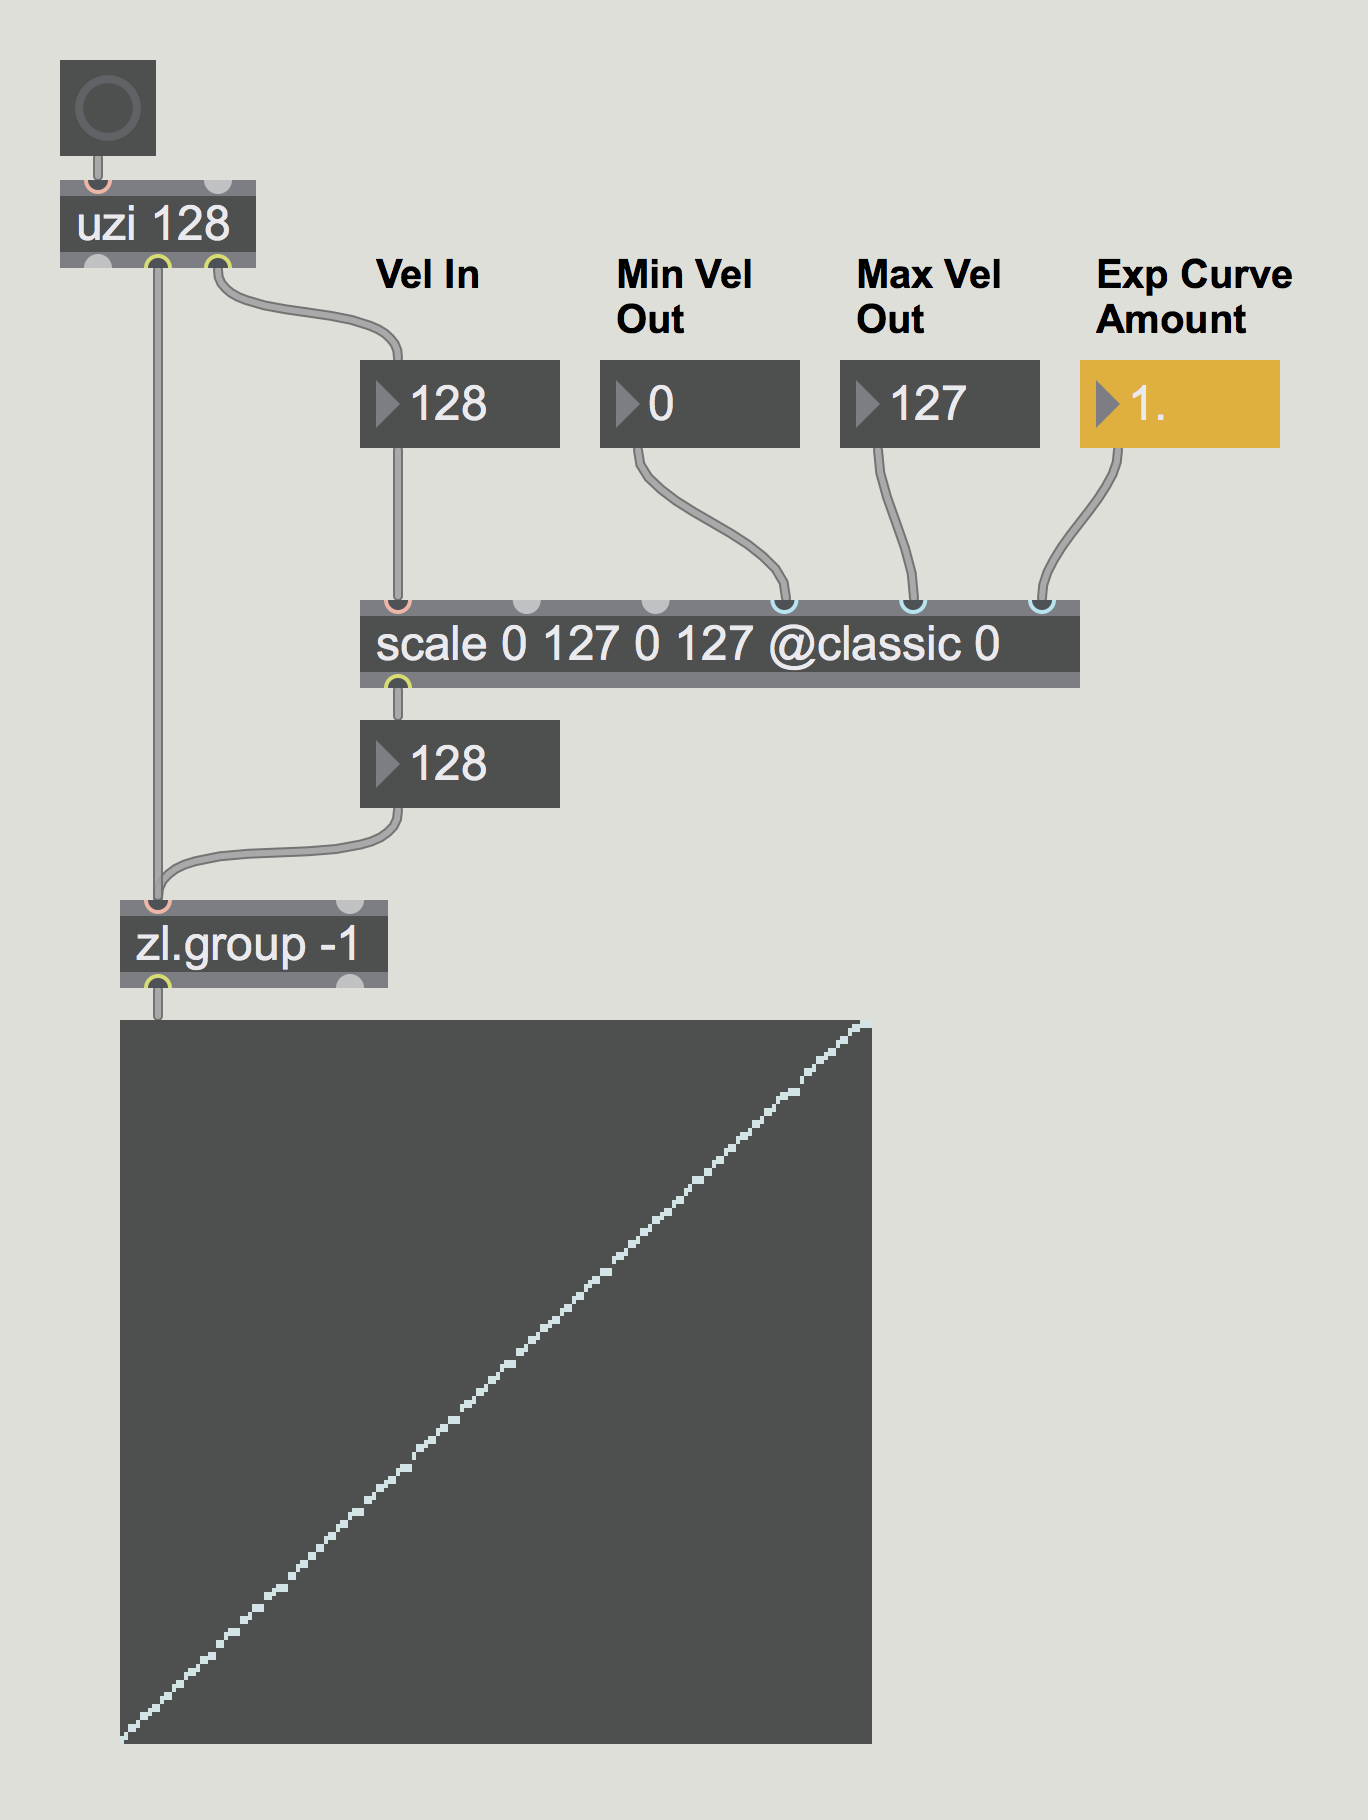 uzi 128
Vel In
Min Vel
Out
Max Vel
Out
Exp Curve
Amount
128
0
127
1.
scale 0 127 0 127 @classic 0
128
zl.group -1